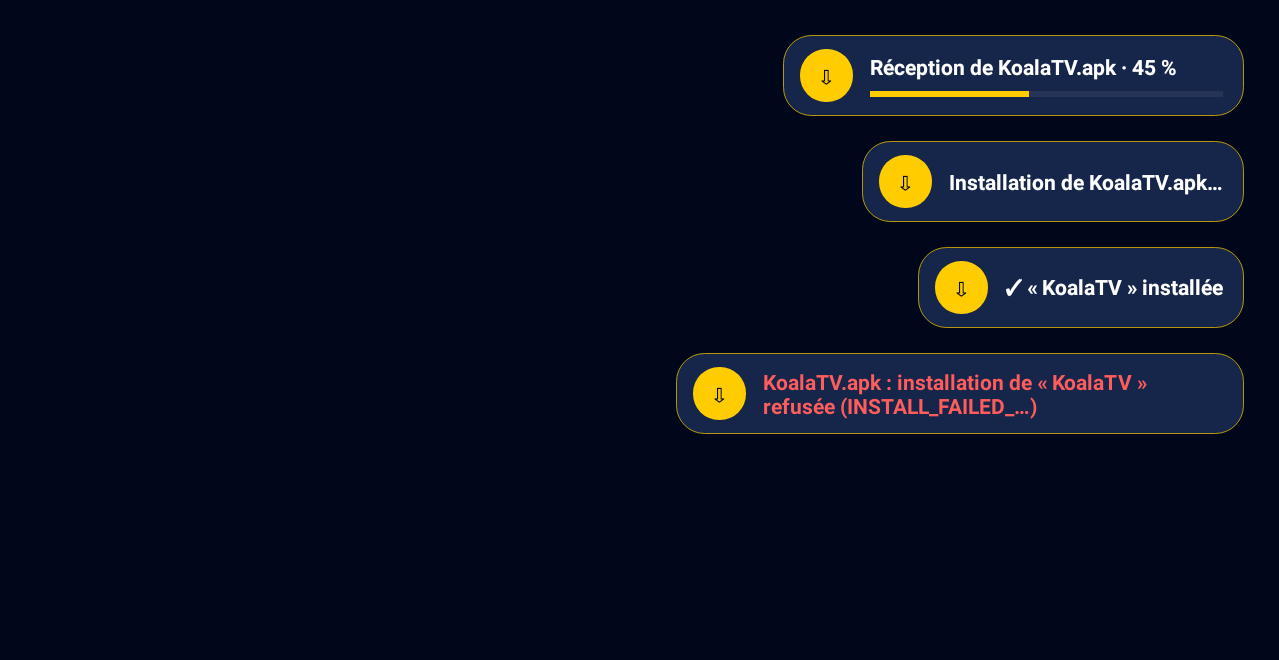 ⇩ Réception de KoalaTV.apk · 45 %
⇩ Installation de KoalaTV.apk…
⇩ ✓ « KoalaTV » installée
⇩ KoalaTV.apk : installation de « KoalaTV »
refusée (INSTALL_FAILED_…)